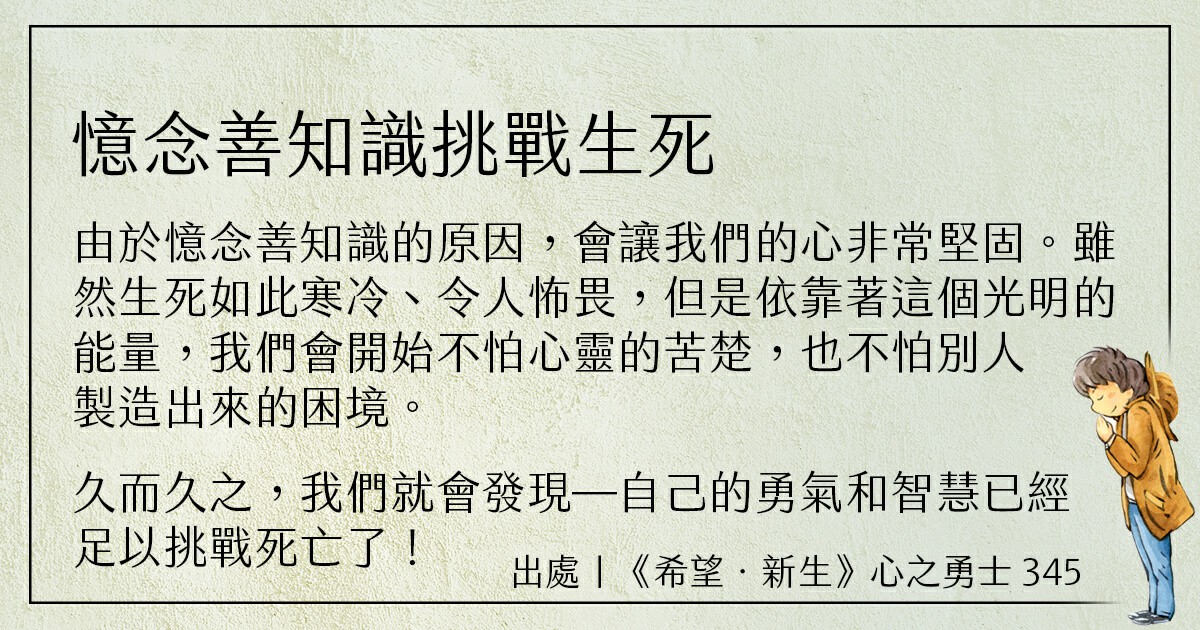 憶念善知識挑戰生死
由於憶念善知識的原因，會讓我們的心非常堅固。雖
然生死如此寒冷、令人怖畏，但是依靠著這個光明的
能量，我們會開始不怕心靈的苦楚，也不怕別人
製造出來的困境。
久而久之，我們就會發現—自己的勇氣和智慧已經
足以挑戰死亡了！
出處｜《希望‧新生》心之勇士 345